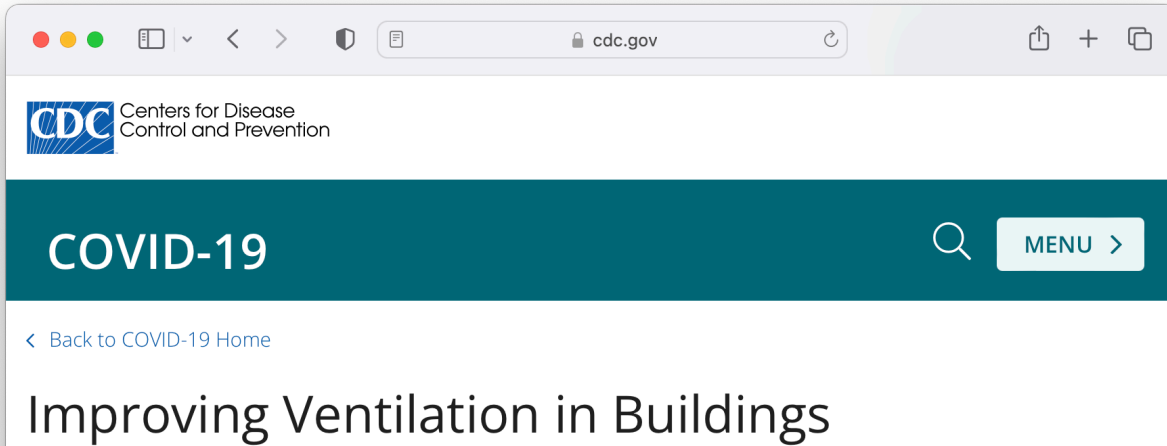 cdc.gov
CDC
Centers for Disease
Control and Prevention
COVID-19
MENU
Back to COVID-19 Home
Improving Ventilation in Buildings